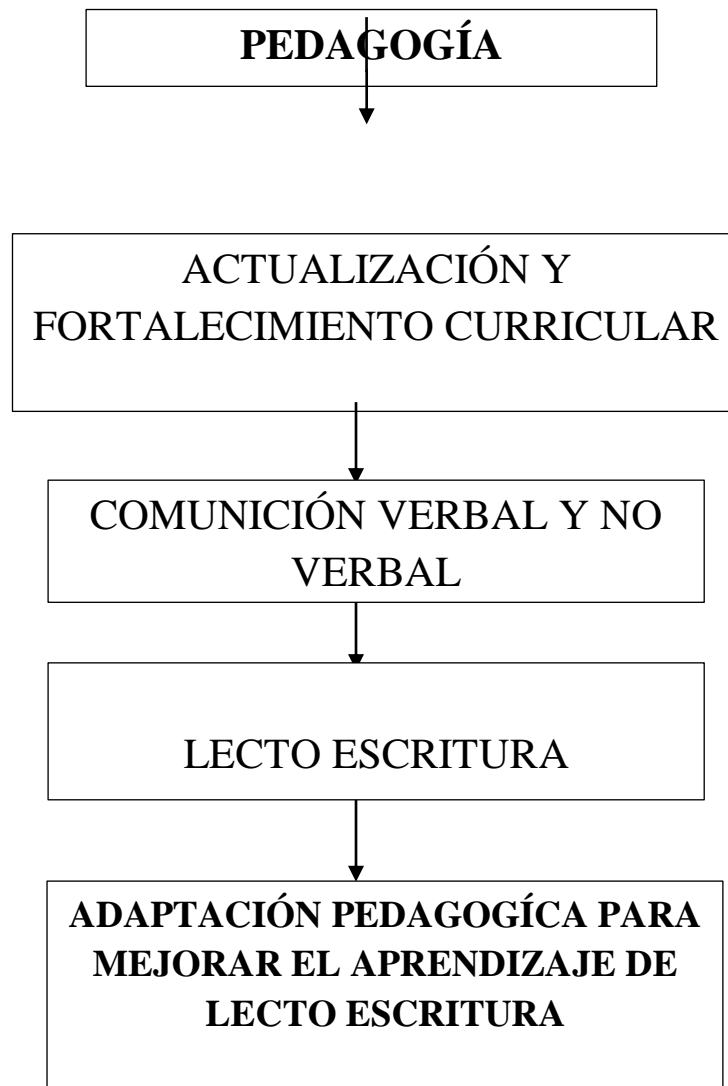 PEDAGOGÍA
ACTUALIZACIÓN Y
FORTALECIMIENTO CURRICULAR
COMUNICIÓN VERBAL Y NO
VERBAL
LECTO ESCRITURA
ADAPTACIÓN PEDAGOGÍCA PARA
MEJORAR EL APRENDIZAJE DE
LECTO ESCRITURA